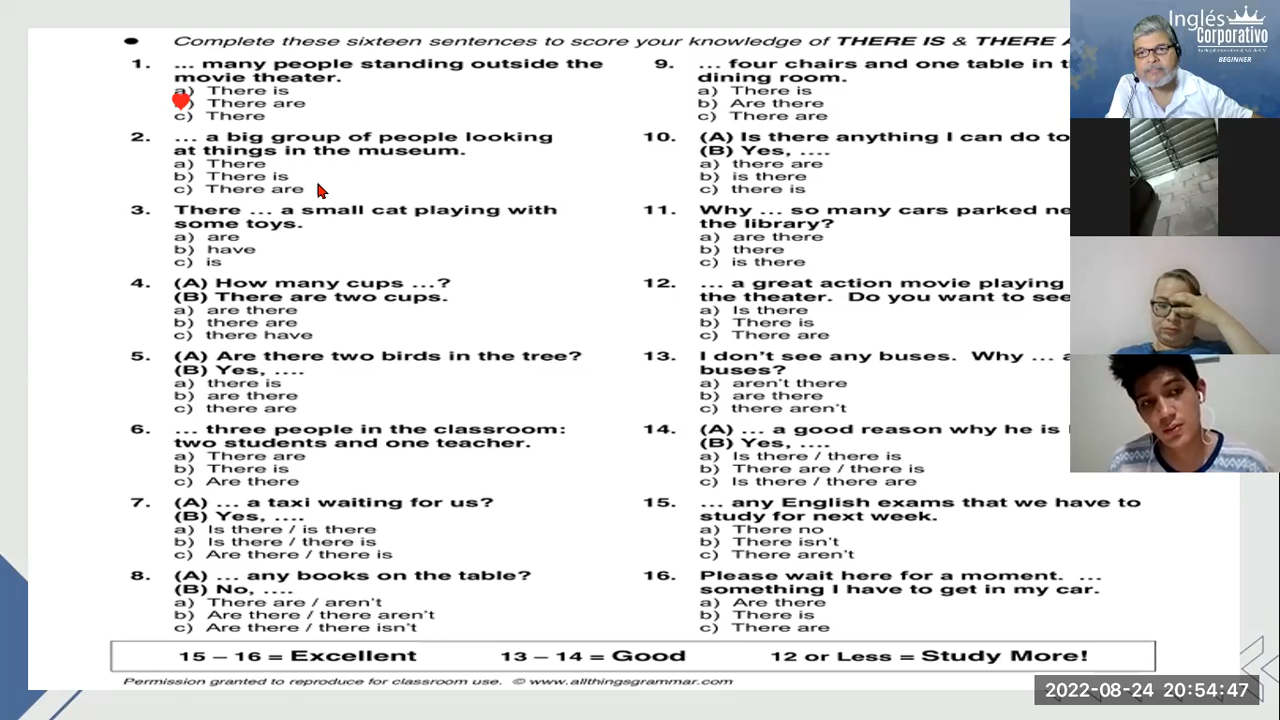 Complete these sixteen sentences to score your knowledge of THERE IS & THERE
1. ... many people standing outside the
movie theater.
a) There is
) There are
c) There
2. ... a big group of people looking
at things in the museum.
a) There
b) There is
c) There are
3. There ... a small cat playing with
some toys.
a) are
b) have
c) is
4. (A) How many cups ...?
(B) There are two cups.
a) are there
b) there are
c) there have
5. (A) Are there two birds in the tree?
(B) Yes, ....
a) there is
b) are there
c) there are
6. ... three people in the classroom:
two students and one teacher.
a) There are
b) There is
c) Are there
7. (A) ... a taxi waiting for us?
(B) Yes, ....
a) Is there / is there
b) Is there / there is
c) Are there / there is
8. (A) ... any books on the table?
(B) No, ....
a) There are / aren't
b) Are there / there aren't
c) Are there / there isn't
9. ... four chairs and one table in
dining room.
a) There is
b) Are there
c) There are
10. (A) Is there anything I can do to
(B) Yes, ....
a) there are
b) is there
c) there is
11. Why ... so many cars parked
the library?
a) are there
b) there
c) is there
12. ... a great action movie playing
the theater. Do you want to see
a) Is there
b) There is
c) There are
13. I don't see any buses. Why ...
buses?
a) aren't there
b) are there
c) there aren't
14. (A) ... a good reason why he is
(B) Yes, ....
a) Is there / there is
b) There are / there is
c) Is there / there are
15. ... any English exams that we have to
study for next week.
a) There no
b) There isn't
c) There aren't
16. Please wait here for a moment. ...
something I have to get in my car.
a) Are there
b) There is
c) There are
15 – 16 = Excellent 13 – 14 = Good 12 or Less = Study More!
Permission granted to reproduce for classroom use. © www.allthingsgrammar.com
Inglés
Corporativo
BEGINNER
2022-08-24 20:54:47